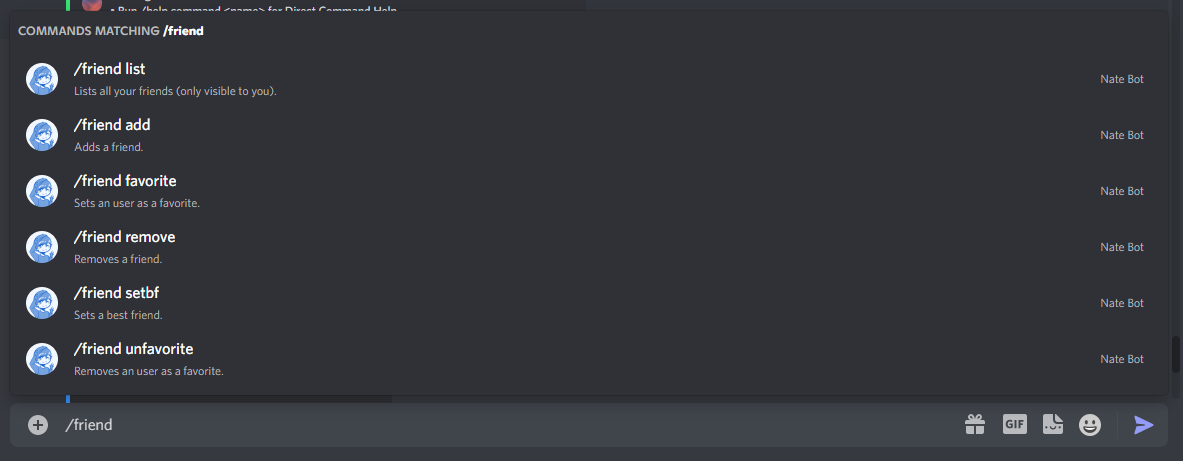 • Run /help command <name> for Direct Command Help
COMMANDS MATCHING /friend
/friend list
Lists all your friends (only visible to you).
Nate Bot
/friend add
Adds a friend.
Nate Bot
/friend favorite
Sets an user as a favorite.
Nate Bot
/friend remove
Removes a friend.
Nate Bot
/friend setbf
Sets a best friend.
Nate Bot
/friend unfavorite
Removes an user as a favorite.
Nate Bot
/friend
GIF